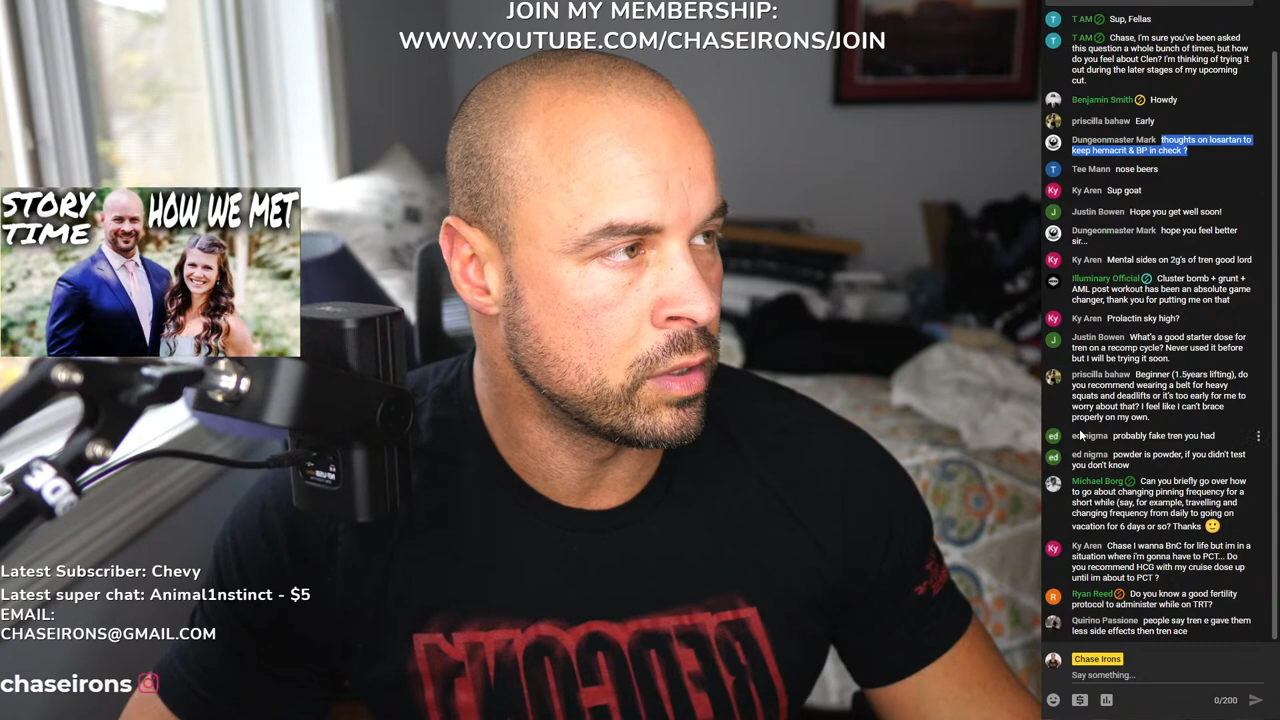 JOIN MY MEMBERSHIP:
WWW.YOUTUBE.COM/CHASEIRONS/JOIN
STORY
TIME
HOW WE MET
Latest Subscriber: Chevy
Latest super chat: Animal1nstinct - $5
EMAIL:
CHASEIRONS@GMAIL.COM
chaseirons
REDCON1
T AM Sup, Fellas
T AM Chase, I'm sure you've been asked
this question a whole bunch of times, but how
do you feel about Clen? I'm thinking of trying it
out during the later stages of my upcoming
cut.
Benjamin Smith Howdy
priscilla bahaw Early
Dungeonmaster Mark thoughts on losartan to
keep hemacrit & BP in check ?
Tee Mann nose beers
Ky Aren Sup goat
Justin Bowen Hope you get well soon!
Dungeonmaster Mark hope you feel better
sir...
Ky Aren Mental sides on 2g's of tren good lord
Illuminary Official Cluster bomb + grunt +
AML post workout has been an absolute game
changer, thank you for putting me on that
Ky Aren Prolactin sky high?
Justin Bowen What's a good starter dose for
tren on a recomp cycle? Never used it before
but I will be trying it soon.
priscilla bahaw Beginner (1.5years lifting), do
you recommend wearing a belt for heavy
squats and deadlifts or it's too early for me to
worry about that? I feel like I can't brace
properly on my own.
ed nigma probably fake tren you had
ed nigma powder is powder, if you didn't test
you don't know
Michael Borg Can you briefly go over how
to go about changing pinning frequency for a
short while (say, for example, travelling and
changing frequency from daily to going on
vacation for 6 days or so? Thanks 🙂
Ky Aren Chase I wanna BnC for life but im in a
situation where i'm gonna have to PCT... Do
you recommend HCG with my cruise dose up
until im about to PCT ?
Ryan Reed Do you know a good fertility
protocol to administer while on TRT?
Quirino Passione people say tren e gave them
less side effects then tren ace
Chase Irons
Say something...
0/200